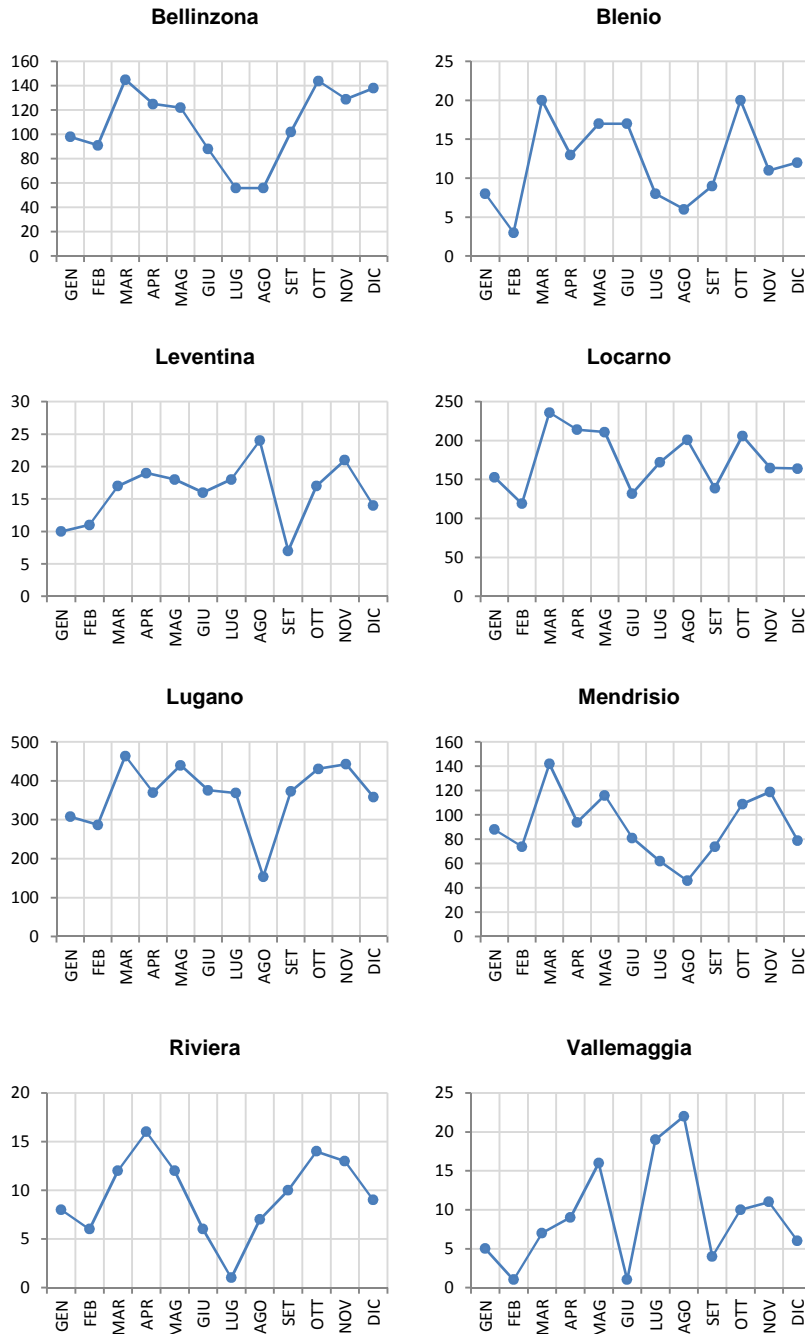 Bellinzona
160
140
120
100
80
60
40
20
0
GEN
FEB
MAR
APR
MAG
GIU
LUG
AGO
SET
OTT
NOV
DIC
Blenio
25
20
15
10
5
0
GEN
FEB
MAR
APR
MAG
GIU
LUG
AGO
SET
OTT
NOV
DIC
Leventina
30
25
20
15
10
5
0
GEN
FEB
MAR
APR
MAG
GIU
LUG
AGO
SET
OTT
NOV
DIC
Locarno
250
200
150
100
50
0
GEN
FEB
MAR
APR
MAG
GIU
LUG
AGO
SET
OTT
NOV
DIC
Lugano
500
400
300
200
100
0
GEN
FEB
MAR
APR
MAG
GIU
LUG
AGO
SET
OTT
NOV
DIC
Mendrisio
160
140
120
100
80
60
40
20
0
GEN
FEB
MAR
APR
MAG
GIU
LUG
AGO
SET
OTT
NOV
DIC
Riviera
20
15
10
5
0
GEN
FEB
MAR
APR
MAG
GIU
LUG
AGO
SET
OTT
NOV
DIC
Vallemaggia
25
20
15
10
5
0
GEN
FEB
MAR
APR
MAG
GIU
LUG
AGO
SET
OTT
NOV
DIC